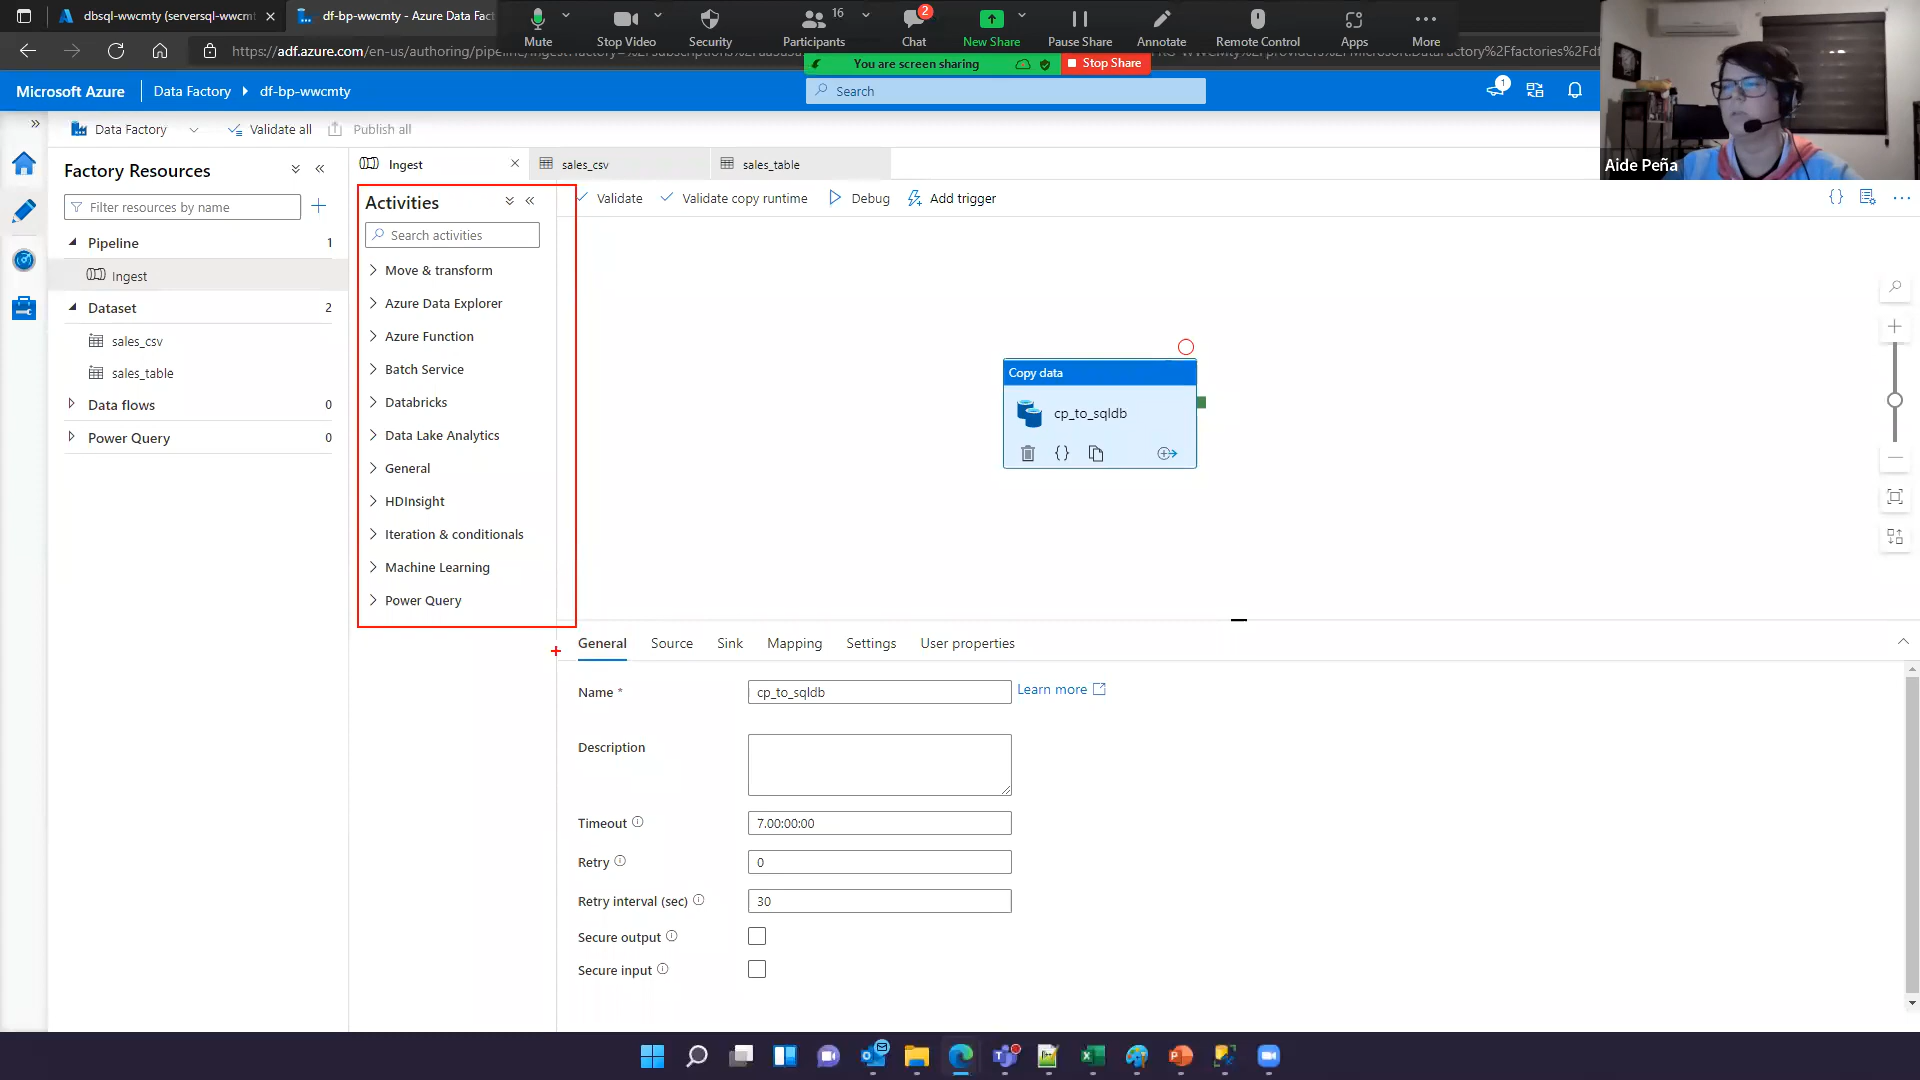 dbsql-wwcmty (serversql-wwcmt
df-bp-wwcmty - Azure Data Fact
Mute
Stop Video
Security
Participants
16
Chat
2
New Share
Pause Share
Annotate
Remote Control
Apps
More
You are screen sharing
Stop Share
Microsoft Azure
Data Factory
df-bp-wwcmty
Search
1
Aide Peña
Data Factory
Validate all
Publish all
Factory Resources
Filter resources by name
Pipeline
1
Ingest
Dataset
2
sales_csv
sales_table
Data flows
0
Power Query
0
Ingest
sales_csv
sales_table
Activities
Search activities
Move & transform
Azure Data Explorer
Azure Function
Batch Service
Databricks
Data Lake Analytics
General
HDInsight
Iteration & conditionals
Machine Learning
Power Query
Validate
Validate copy runtime
Debug
Add trigger
Copy data
cp_to_sqldb
General
Source
Sink
Mapping
Settings
User properties
Name *
cp_to_sqldb
Learn more
Description
Timeout
7.00:00:00
Retry
0
Retry interval (sec)
30
Secure output
Secure input